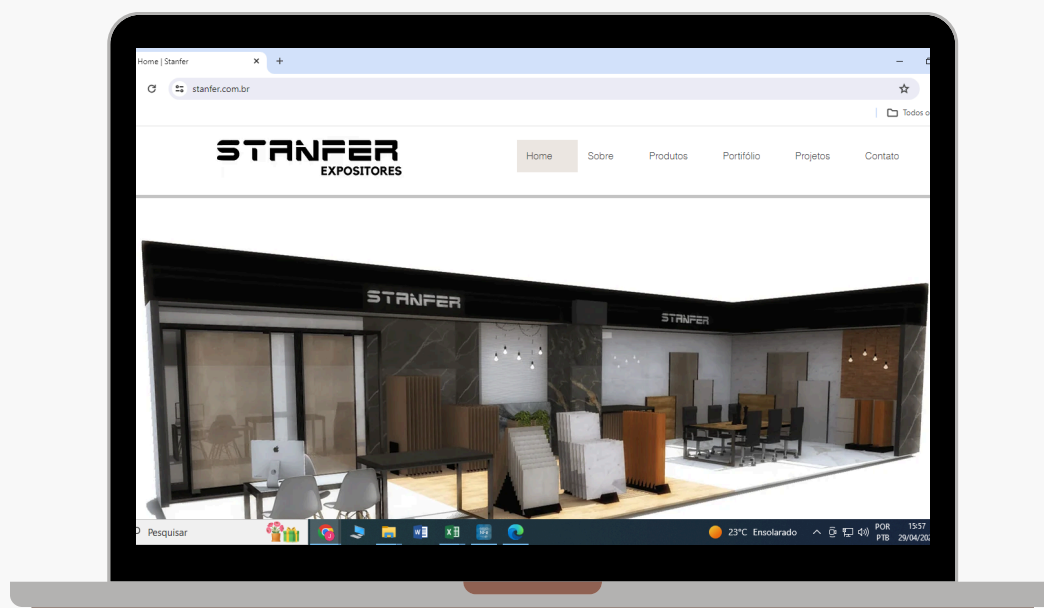 Home | Stanfer
stanfer.com.br
Todos o
STANFER
EXPOSITORES
Home Sobre Produtos Portifólio Projetos Contato
STANFER
STANFER
Pesquisar
23°C Ensolarado
POR
PTB
15:57
29/04/202